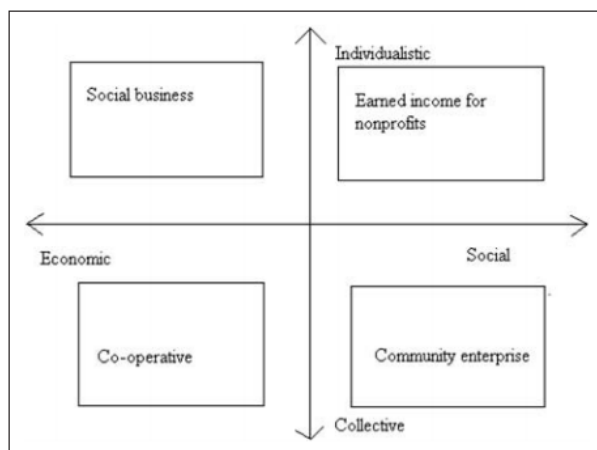 Individualistic
Social business
Earned income for
nonprofits
Economic
Social
Co-operative
Community enterprise
Collective